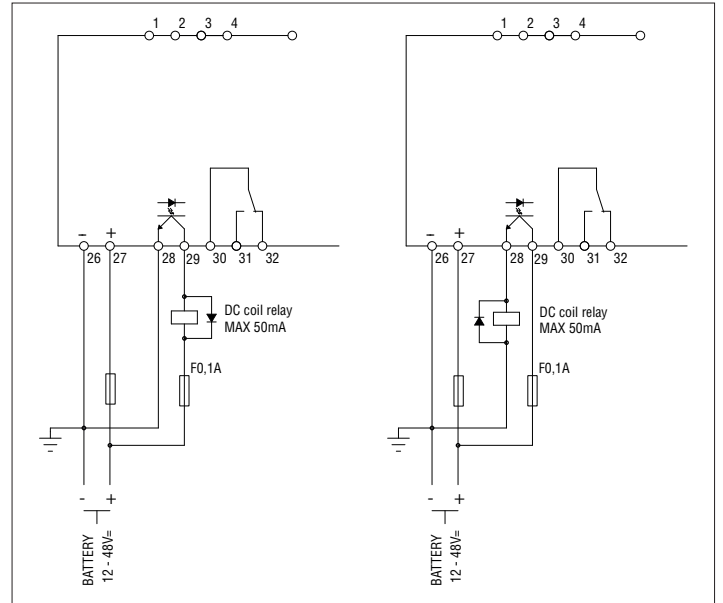 1 2 3 4
- +
26 27 28 29 30 31 32
DC coil relay
MAX 50mA
F0,1A
- +
BATTERY
12 - 48V=
1 2 3 4
- +
26 27 28 29 30 31 32
DC coil relay
MAX 50mA
F0,1A
- +
BATTERY
12 - 48V=